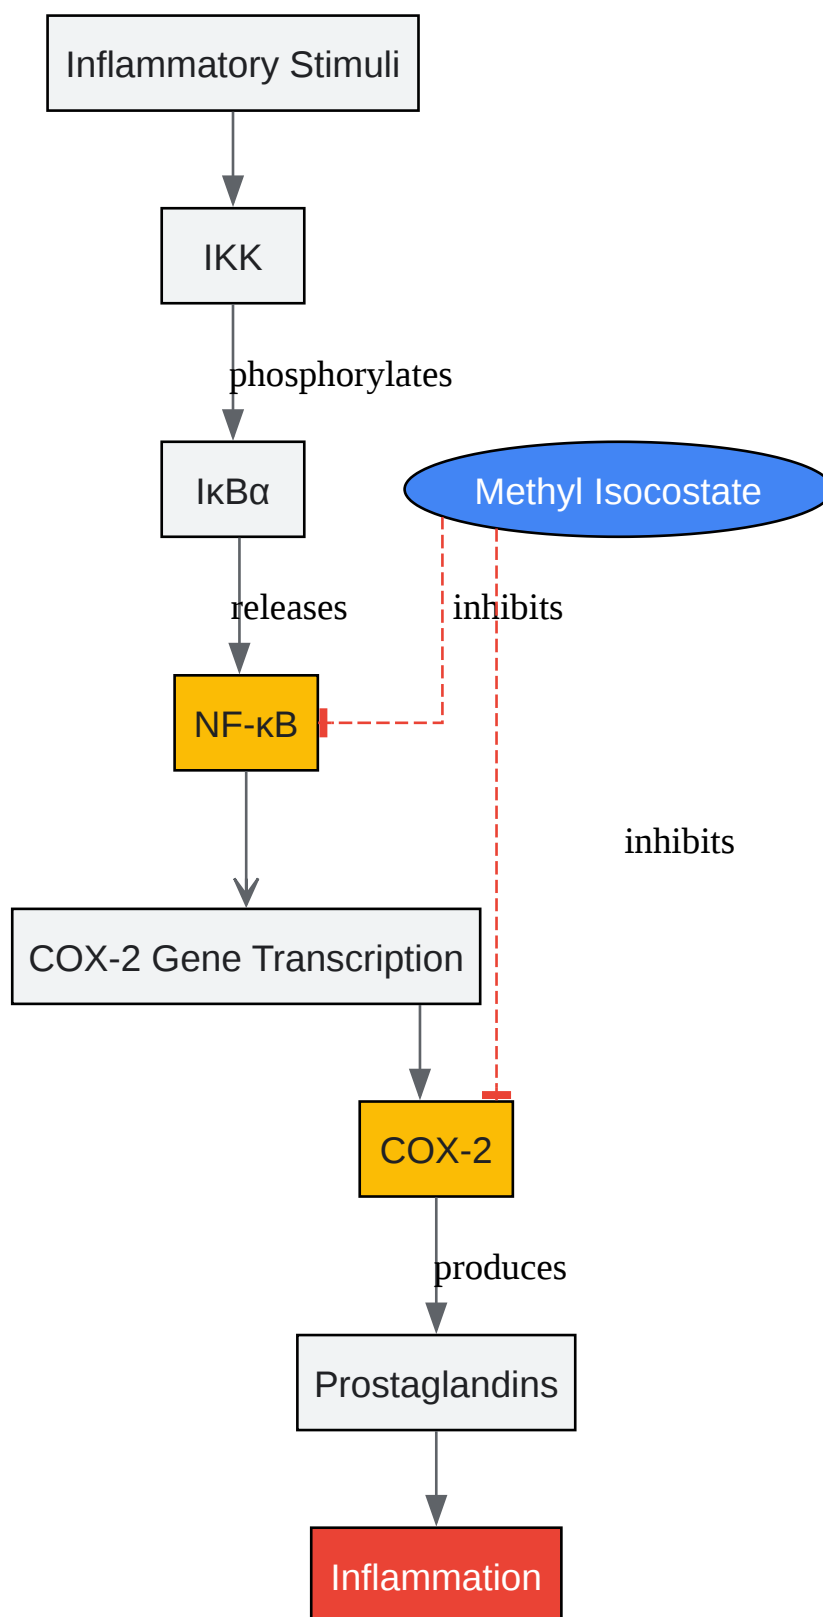 Inflammatory Stimuli
IKK
phosphorylates
IκBα
Methyl Isocostate
releases
inhibits
NF-κB
inhibits
COX-2 Gene Transcription
COX-2
produces
Prostaglandins
Inflammation